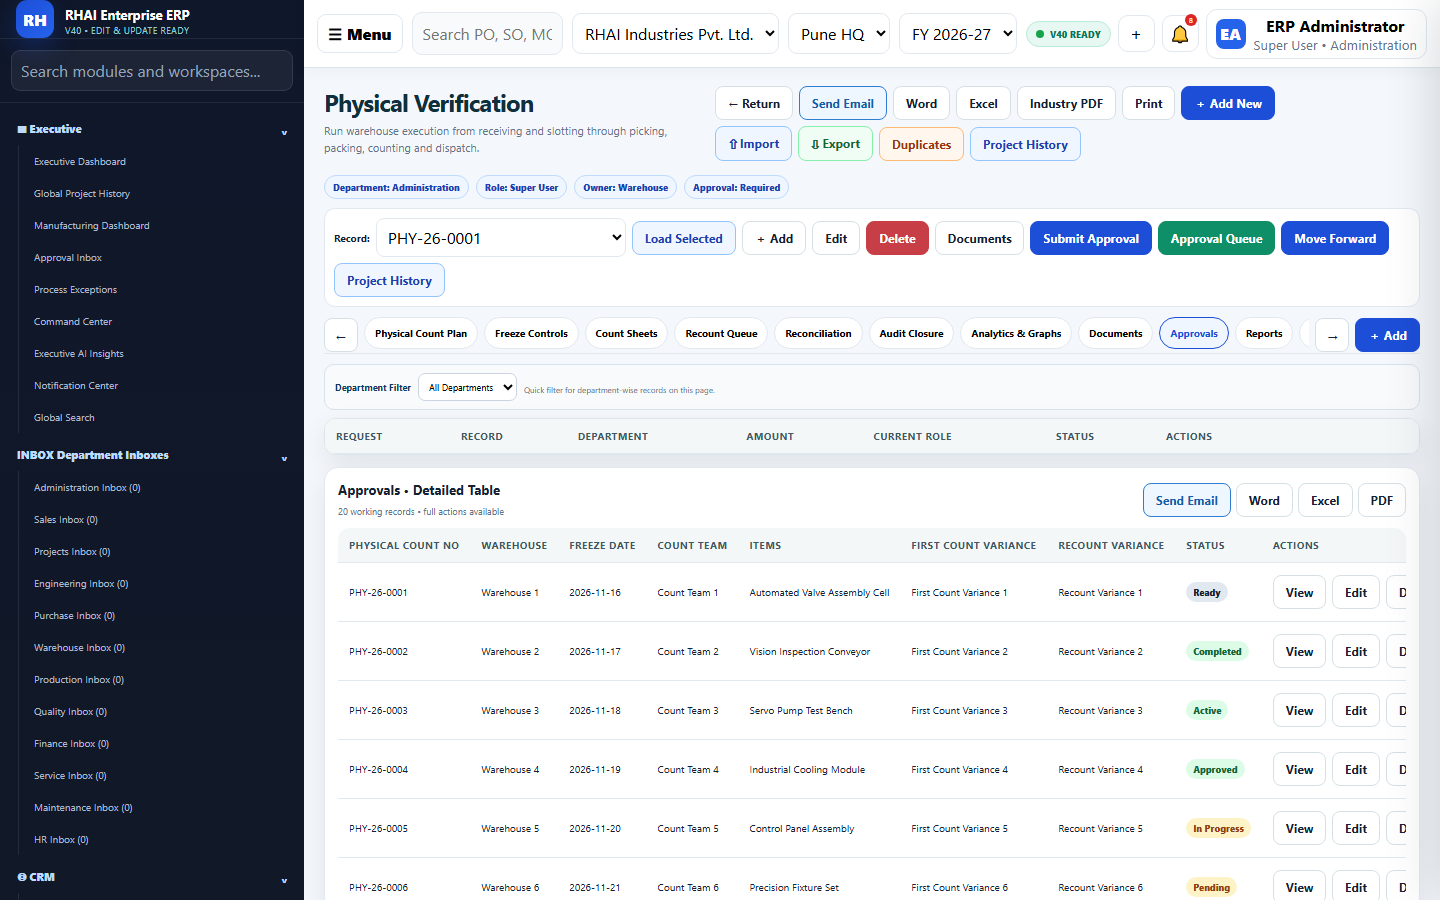 RH
RHAI Enterprise ERP
V40 • EDIT & UPDATE READY
Search modules and workspaces...
Executive
Executive Dashboard
Global Project History
Manufacturing Dashboard
Approval Inbox
Process Exceptions
Command Center
Executive AI Insights
Notification Center
Global Search
INBOX Department Inboxes
Administration Inbox (0)
Sales Inbox (0)
Projects Inbox (0)
Engineering Inbox (0)
Purchase Inbox (0)
Warehouse Inbox (0)
Production Inbox (0)
Quality Inbox (0)
Finance Inbox (0)
Service Inbox (0)
Maintenance Inbox (0)
HR Inbox (0)
CRM
☰ Menu
Search PO, SO, MC
RHAI Industries Pvt. Ltd.
Pune HQ
FY 2026-27
V40 READY
+
8
EA
ERP Administrator
Super User • Administration
Physical Verification
Run warehouse execution from receiving and slotting through picking,
packing, counting and dispatch.
← Return
Send Email
Word
Excel
Industry PDF
Print
+ Add New
⇧ Import
⇩ Export
Duplicates
Project History
Department: Administration
Role: Super User
Owner: Warehouse
Approval: Required
Record:
PHY-26-0001
Load Selected
+ Add
Edit
Delete
Documents
Submit Approval
Approval Queue
Move Forward
Project History
←
Physical Count Plan
Freeze Controls
Count Sheets
Recount Queue
Reconciliation
Audit Closure
Analytics & Graphs
Documents
Approvals
Reports
→
+ Add
Department Filter
All Departments
Quick filter for department-wise records on this page.
REQUEST RECORD DEPARTMENT AMOUNT CURRENT ROLE STATUS ACTIONS
Approvals • Detailed Table
20 working records • full actions available
Send Email
Word
Excel
PDF
PHYSICAL COUNT NO WAREHOUSE FREEZE DATE COUNT TEAM ITEMS FIRST COUNT VARIANCE RECOUNT VARIANCE STATUS ACTIONS
PHY-26-0001 Warehouse 1 2026-11-16 Count Team 1 Automated Valve Assembly Cell First Count Variance 1 Recount Variance 1 Ready View Edit D
PHY-26-0002 Warehouse 2 2026-11-17 Count Team 2 Vision Inspection Conveyor First Count Variance 2 Recount Variance 2 Completed View Edit D
PHY-26-0003 Warehouse 3 2026-11-18 Count Team 3 Servo Pump Test Bench First Count Variance 3 Recount Variance 3 Active View Edit D
PHY-26-0004 Warehouse 4 2026-11-19 Count Team 4 Industrial Cooling Module First Count Variance 4 Recount Variance 4 Approved View Edit D
PHY-26-0005 Warehouse 5 2026-11-20 Count Team 5 Control Panel Assembly First Count Variance 5 Recount Variance 5 In Progress View Edit D
PHY-26-0006 Warehouse 6 2026-11-21 Count Team 6 Precision Fixture Set First Count Variance 6 Recount Variance 6 Pending View Edit D